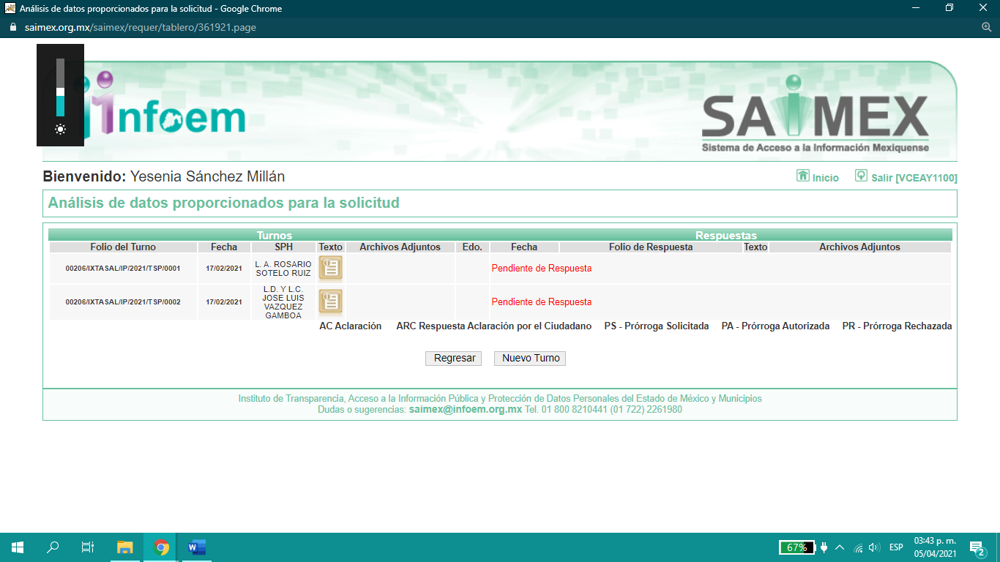 Análisis de datos proporcionados para la solicitud - Google Chrome
saimex.org.mx/saimex/requer/tablero/361921.page
infoem
SAIMEX
Sistema de Acceso a la Información Mexiquense
Bienvenido: Yesenia Sánchez Millán
Inicio Salir [VCEAY1100]
Análisis de datos proporcionados para la solicitud
Turnos Respuestas
Folio del Turno Fecha SPH Texto Archivos Adjuntos Edo. Fecha Folio de Respuesta Texto Archivos Adjuntos
00206/IXTASAL/IP/2021/TSP/0001 17/02/2021 L. A. ROSARIO SOTELO RUIZ Pendiente de Respuesta
00206/IXTASAL/IP/2021/TSP/0002 17/02/2021 L.D. Y L.C. JOSE LUIS VAZQUEZ GAMBOA Pendiente de Respuesta
AC Aclaración ARC Respuesta Aclaración por el Ciudadano PS - Prórroga Solicitada PA - Prórroga Autorizada PR - Prórroga Rechazada
Regresar Nuevo Turno
Instituto de Transparencia, Acceso a la Información Pública y Protección de Datos Personales del Estado de México y Municipios
Dudas o sugerencias: saimex@infoem.org.mx Tel. 01 800 8210441 (01 722) 2261980
67% ESP 03:43 p. m.
05/04/2021
2